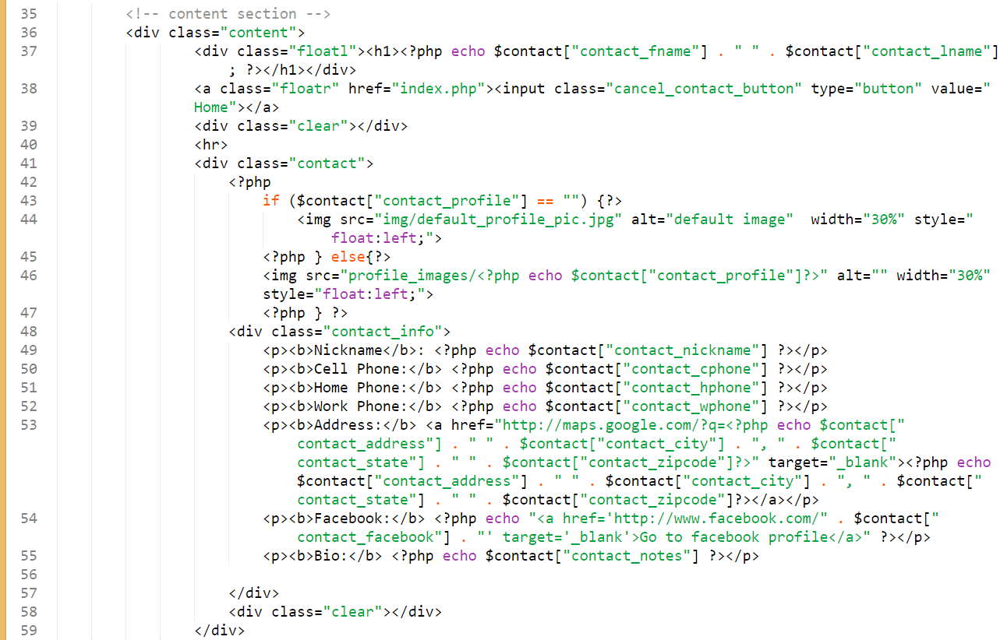 35 <!-- content section -->
36 <div class="content">
37 <div class="floatl"><h1><?php echo $contact["contact_fname"] . " " . $contact["contact_lname"]
; ?></h1></div>
38 <a class="floatr" href="index.php"><input class="cancel_contact_button" type="button" value="
Home"></a>
39 <div class="clear"></div>
40 <hr>
41 <div class="contact">
42 <?php
43 if ($contact["contact_profile"] == "") {?>
44 <img src="img/default_profile_pic.jpg" alt="default image"  width="30%" style="
float:left;">
45 <?php } else{?>
46 <img src="profile_images/<?php echo $contact["contact_profile"]?>" alt="" width="30%"
style="float:left;">
47 <?php } ?>
48 <div class="contact_info">
49 <p><b>Nickname</b>: <?php echo $contact["contact_nickname"] ?></p>
50 <p><b>Cell Phone:</b> <?php echo $contact["contact_cphone"] ?></p>
51 <p><b>Home Phone:</b> <?php echo $contact["contact_hphone"] ?></p>
52 <p><b>Work Phone:</b> <?php echo $contact["contact_wphone"] ?></p>
53 <p><b>Address:</b> <a href="http://maps.google.com/?q=<?php echo $contact["
contact_address"] . " " . $contact["contact_city"] . ", " . $contact["
contact_state"] . " " . $contact["contact_zipcode"]?>" target="_blank"><?php echo
$contact["contact_address"] . " " . $contact["contact_city"] . ", " . $contact["
contact_state"] . " " . $contact["contact_zipcode"]?></a></p>
54 <p><b>Facebook:</b> <?php echo "<a href='http://www.facebook.com/" . $contact["
contact_facebook"] . "' target='_blank'>Go to facebook profile</a>" ?></p>
55 <p><b>Bio:</b> <?php echo $contact["contact_notes"] ?></p>
56
57 </div>
58 <div class="clear"></div>
59 </div>